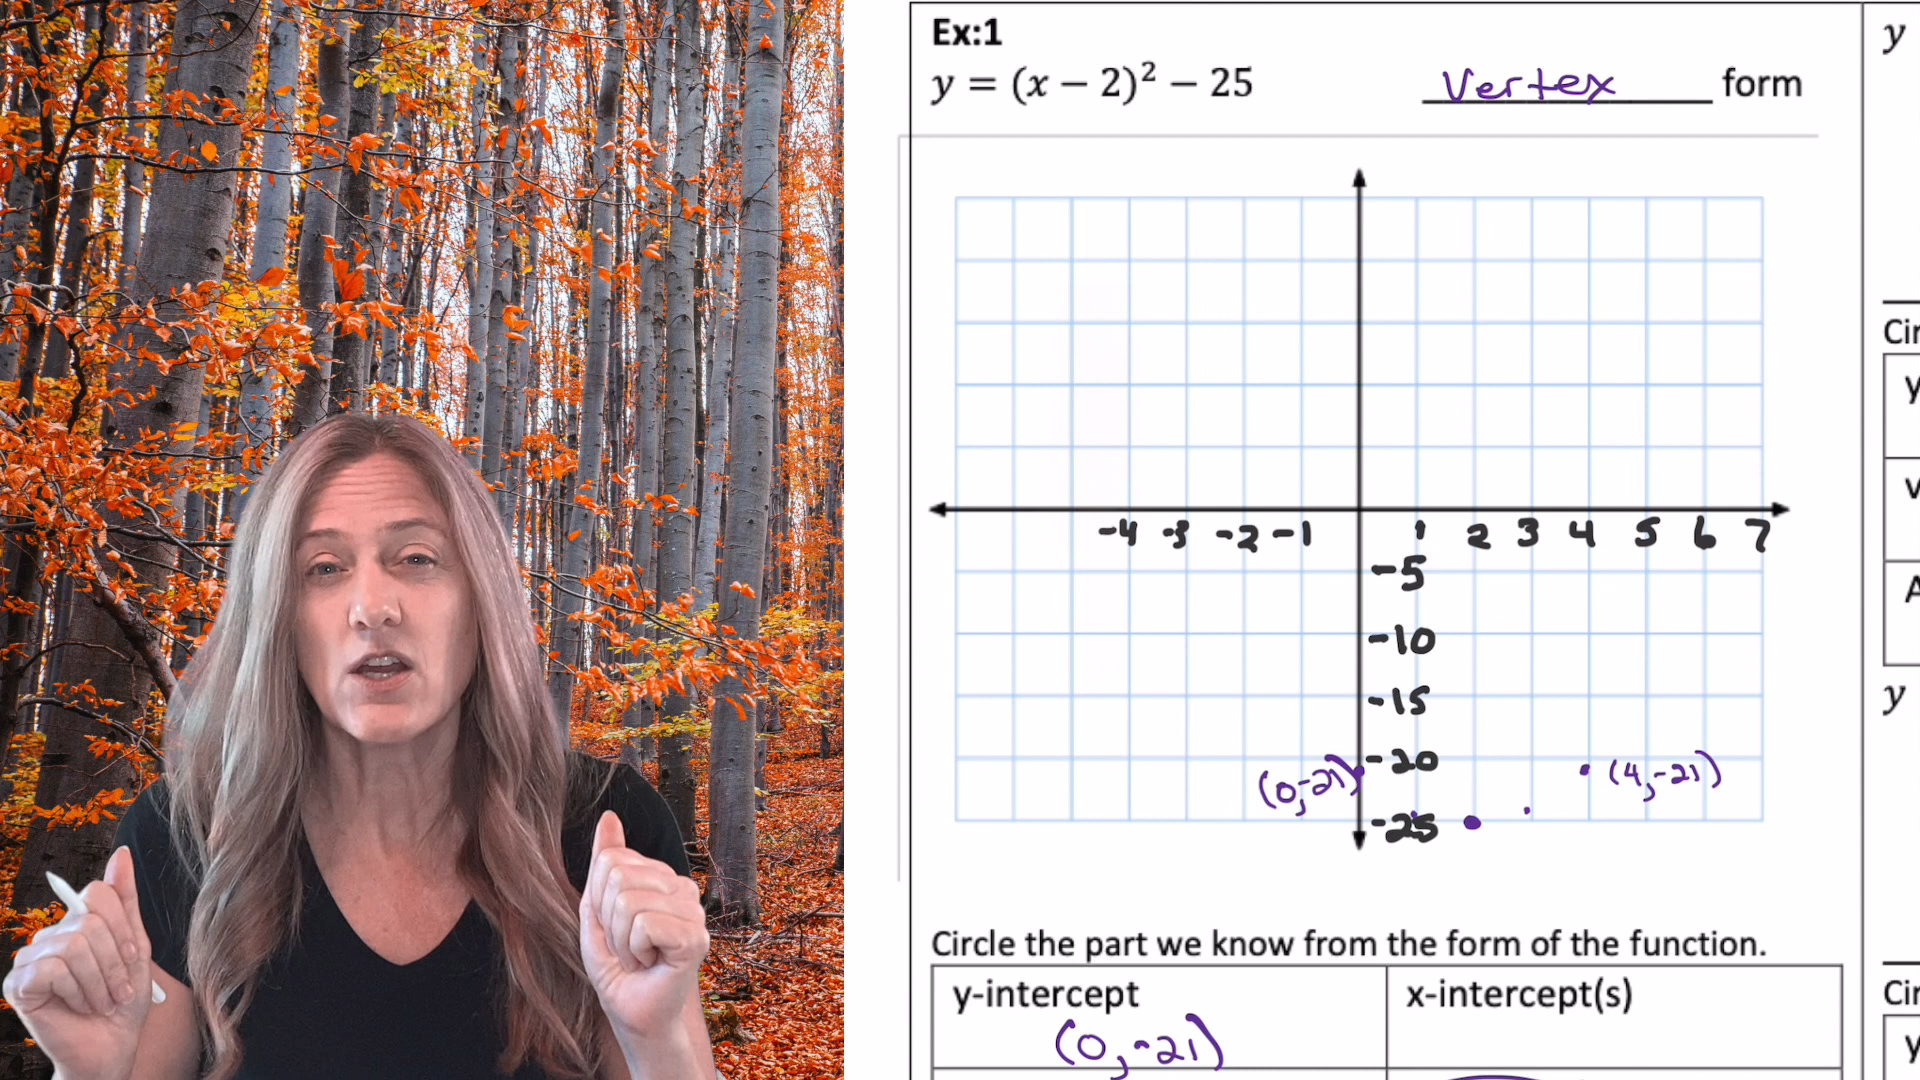 Ex:1
y = (x − 2)² − 25 Vertex form
-4 -3 -2 -1 1 2 3 4 5 6 7
-5
-10
-15
-20
(0,-21) (4,-21)
-25
Circle the part we know from the form of the function.
y-intercept x-intercept(s)
(0,-21)
y
Cir
y
v
A
y
Cir
y